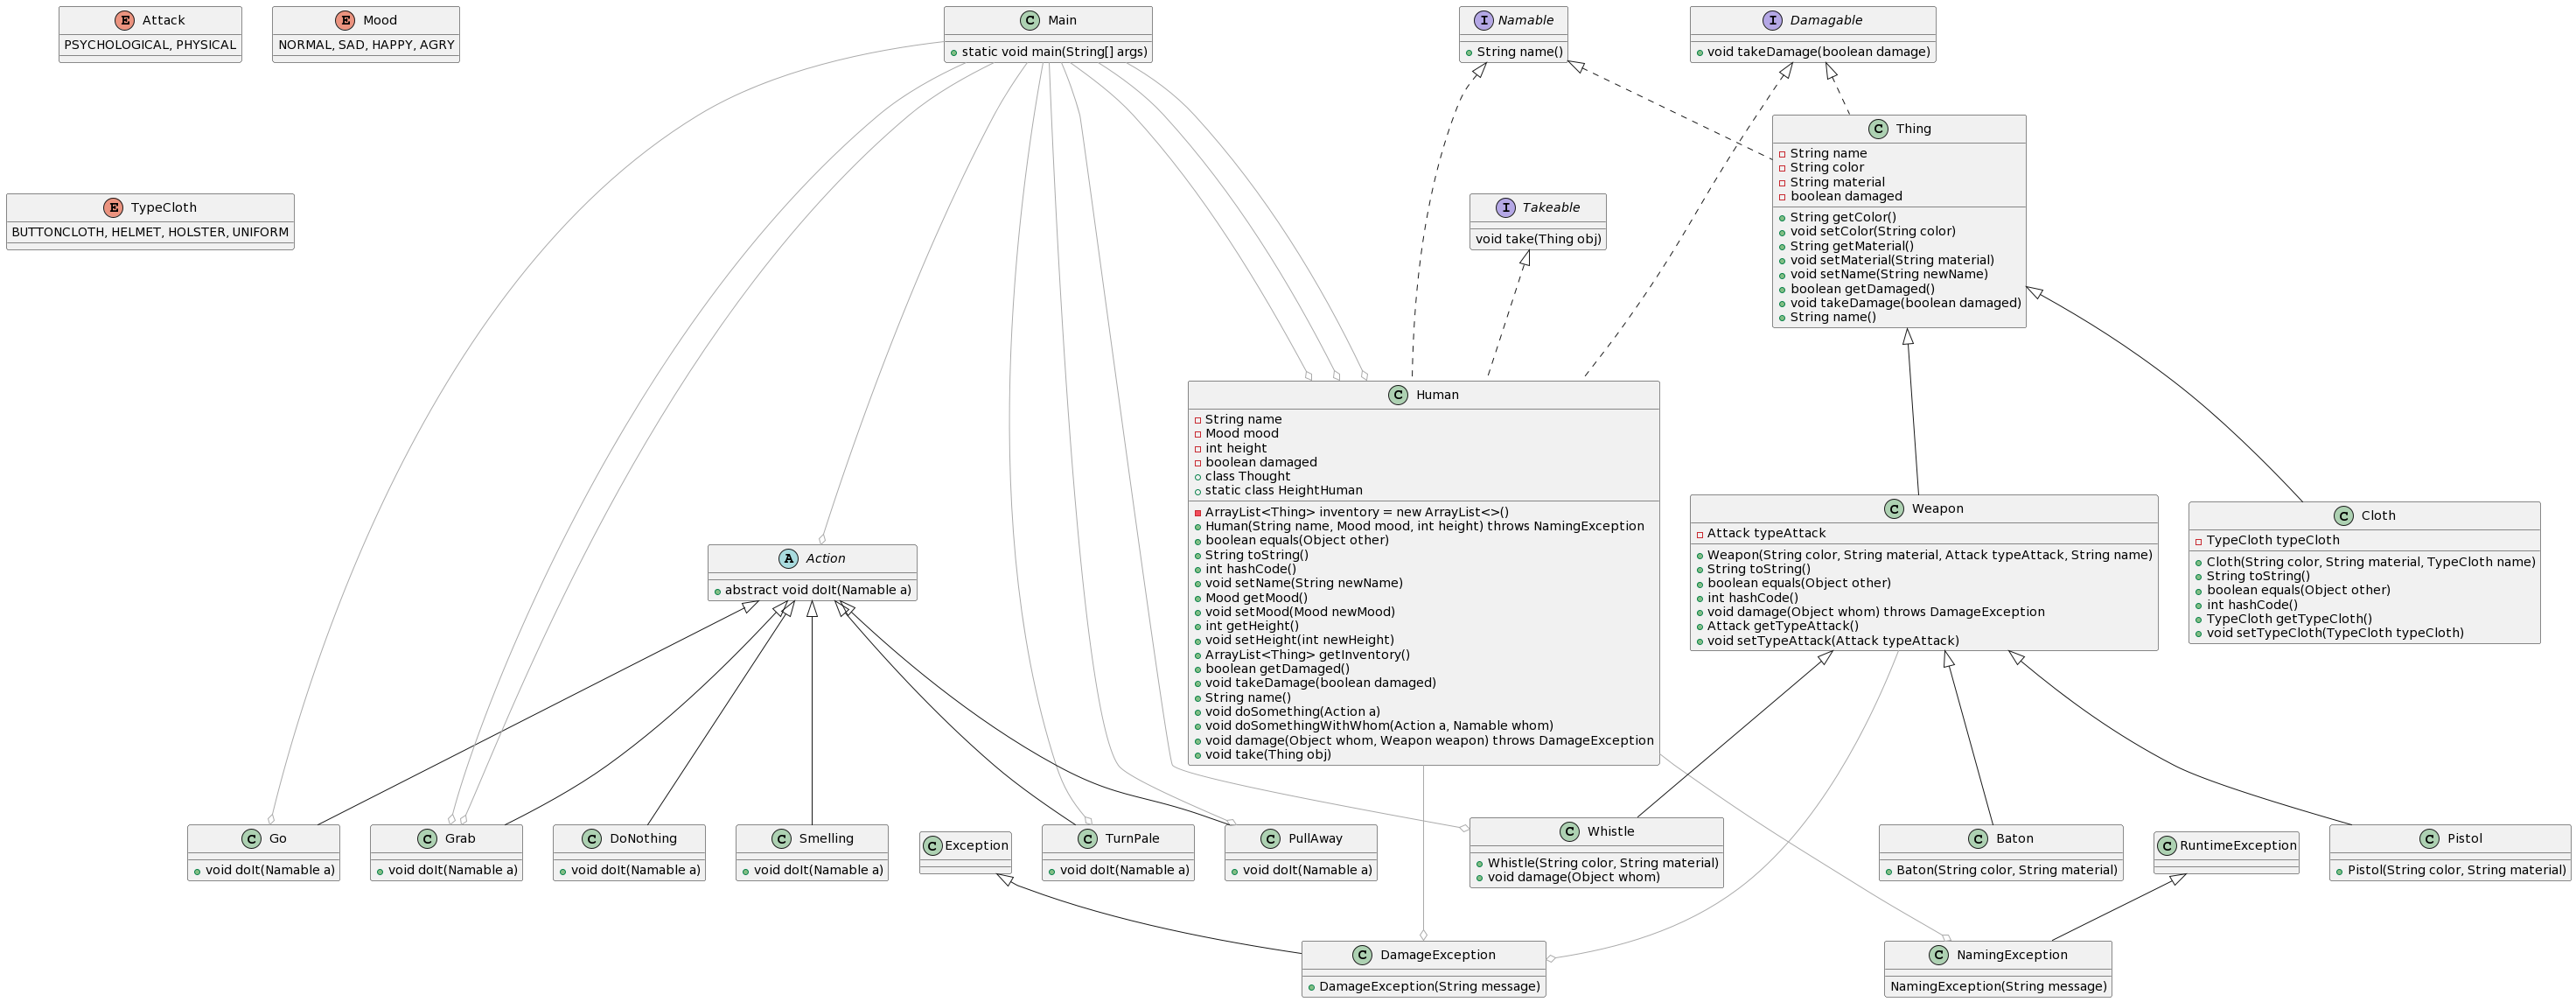 E Attack
PSYCHOLOGICAL, PHYSICAL
E Mood
NORMAL, SAD, HAPPY, AGRY
C Main
static void main(String[] args)
I Namable
String name()
I Damagable
void takeDamage(boolean damage)
C Thing
String name
String color
String material
boolean damaged
String getColor()
void setColor(String color)
String getMaterial()
void setMaterial(String material)
void setName(String newName)
boolean getDamaged()
void takeDamage(boolean damaged)
String name()
E TypeCloth
BUTTONCLOTH, HELMET, HOLSTER, UNIFORM
I Takeable
void take(Thing obj)
C Human
String name
Mood mood
int height
boolean damaged
class Thought
static class HeightHuman
ArrayList<Thing> inventory = new ArrayList<>()
Human(String name, Mood mood, int height) throws NamingException
boolean equals(Object other)
String toString()
int hashCode()
void setName(String newName)
Mood getMood()
void setMood(Mood newMood)
int getHeight()
void setHeight(int newHeight)
ArrayList<Thing> getInventory()
boolean getDamaged()
void takeDamage(boolean damaged)
String name()
void doSomething(Action a)
void doSomethingWithWhom(Action a, Namable whom)
void damage(Object whom, Weapon weapon) throws DamageException
void take(Thing obj)
C Weapon
Attack typeAttack
Weapon(String color, String material, Attack typeAttack, String name)
String toString()
boolean equals(Object other)
int hashCode()
void damage(Object whom) throws DamageException
Attack getTypeAttack()
void setTypeAttack(Attack typeAttack)
C Cloth
TypeCloth typeCloth
Cloth(String color, String material, TypeCloth name)
String toString()
boolean equals(Object other)
int hashCode()
TypeCloth getTypeCloth()
void setTypeCloth(TypeCloth typeCloth)
A Action
abstract void doIt(Namable a)
C Go
void doIt(Namable a)
C Grab
void doIt(Namable a)
C DoNothing
void doIt(Namable a)
C Smelling
void doIt(Namable a)
C Exception
C TurnPale
void doIt(Namable a)
C PullAway
void doIt(Namable a)
C Whistle
Whistle(String color, String material)
void damage(Object whom)
C Baton
Baton(String color, String material)
C RuntimeException
C Pistol
Pistol(String color, String material)
C DamageException
DamageException(String message)
C NamingException
NamingException(String message)